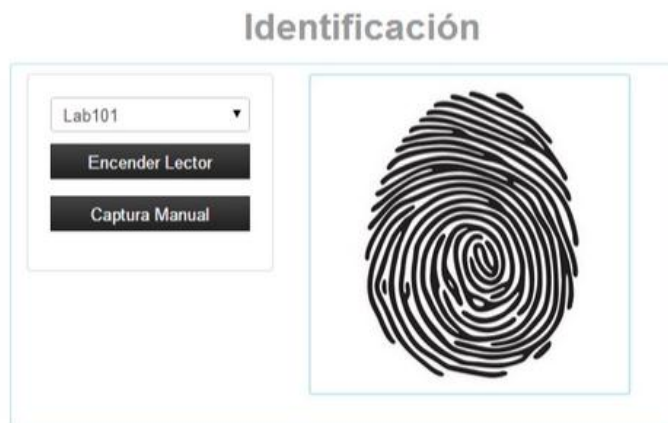 Identificación
Lab101
Encender Lector
Captura Manual